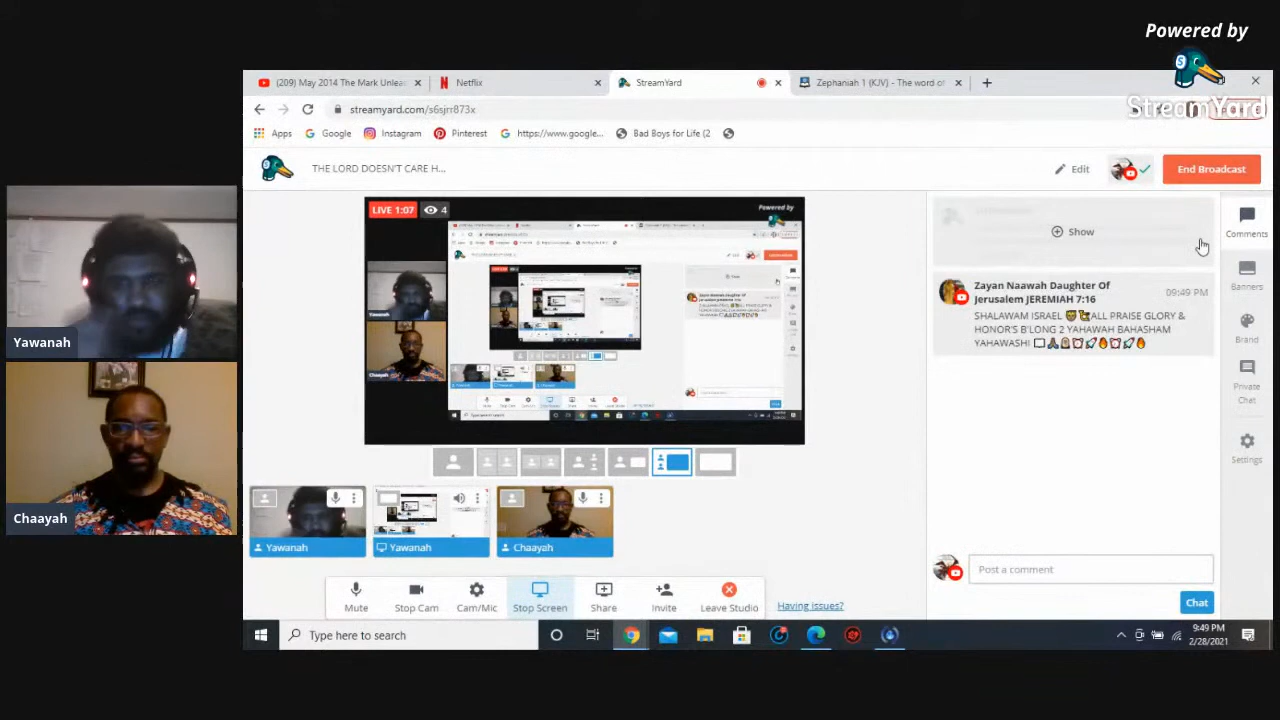 Powered by
StreamYard
(209) May 2014 The Mark Unleas
Netflix
StreamYard
Zephaniah 1 (KJV) - The word of
streamyard.com/s6sjrr873x
Apps
Google
Instagram
Pinterest
https://www.google...
Bad Boys for Life (2
THE LORD DOESN'T CARE H...
Edit
End Broadcast
LIVE 1:07
4
Powered by
Show
Comments
Zayan Naawah Daughter Of
Jerusalem JEREMIAH 7:16
09:49 PM
SHALAWAM ISRAEL 🦁 ALL PRAISE GLORY &
HONOR'S B'LONG 2 YAHAWAH BAHASHAM
YAHAWASHI
Banners
Brand
Private
Chat
Settings
Yawanah
Chaayah
Yawanah
Yawanah
Chaayah
Post a comment
Chat
Mute
Stop Cam
Cam/Mic
Stop Screen
Share
Invite
Leave Studio
Having issues?
Type here to search
9:49 PM
2/28/2021